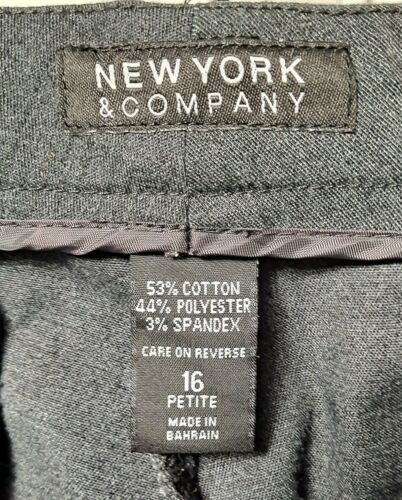 NEW YORK
& COMPANY
53% COTTON
44% POLYESTER
3% SPANDEX
CARE ON REVERSE
16
PETITE
MADE IN
BAHRAIN